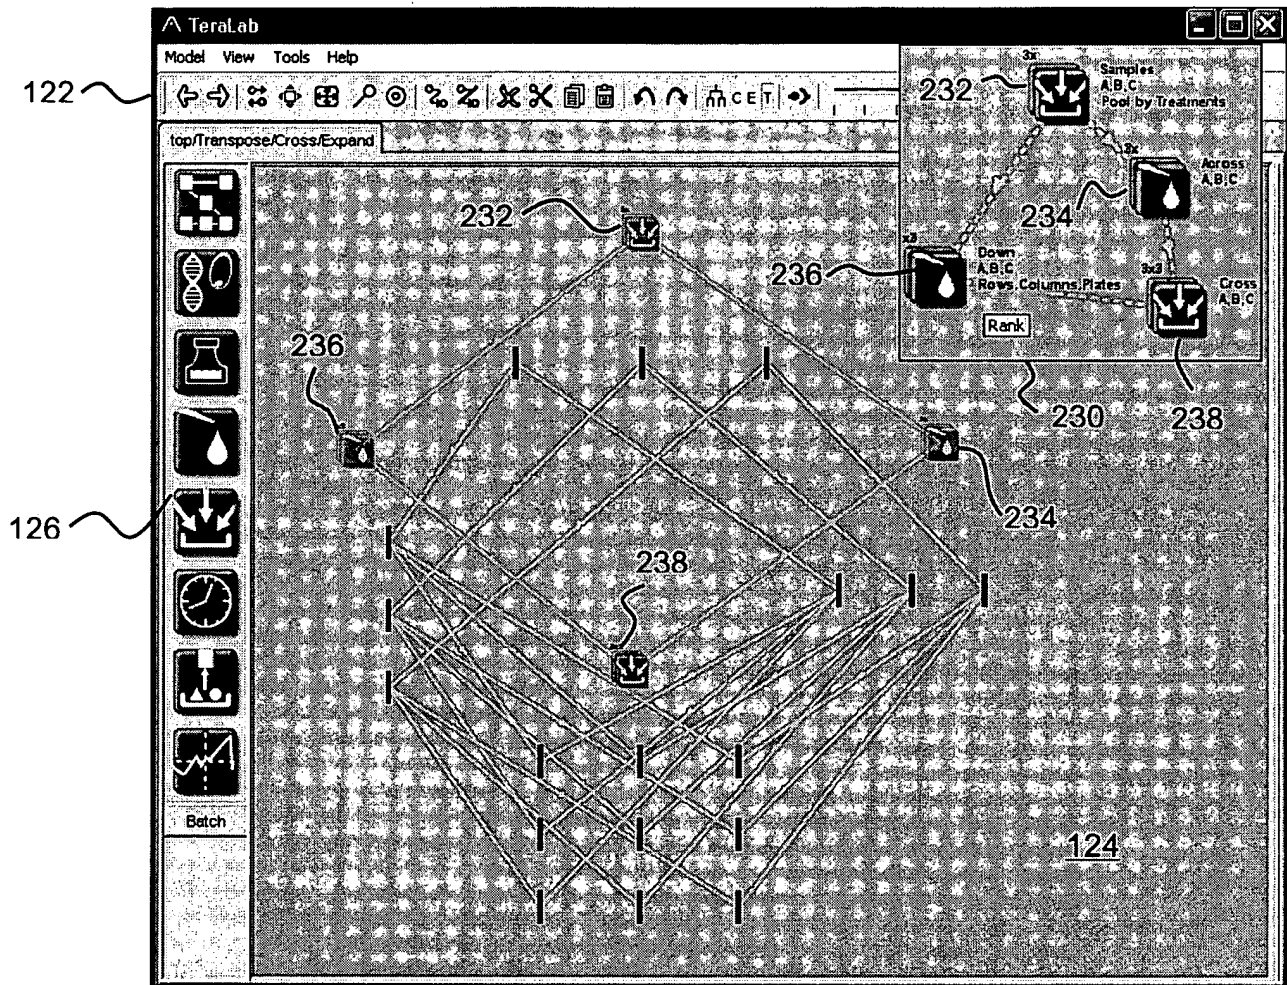 TeraLab
Model View Tools Help
122
C E T
top/Transpose/Cross/Expand
3x
Samples
A,B,C
Pool by Treatments
232
Across
A,B,C
234
x3
Down
A,B,C
Rows,Columns,Plates
236
3x3
Cross
A,B,C
Rank
230
238
232
236
234
126
238
Batch
124